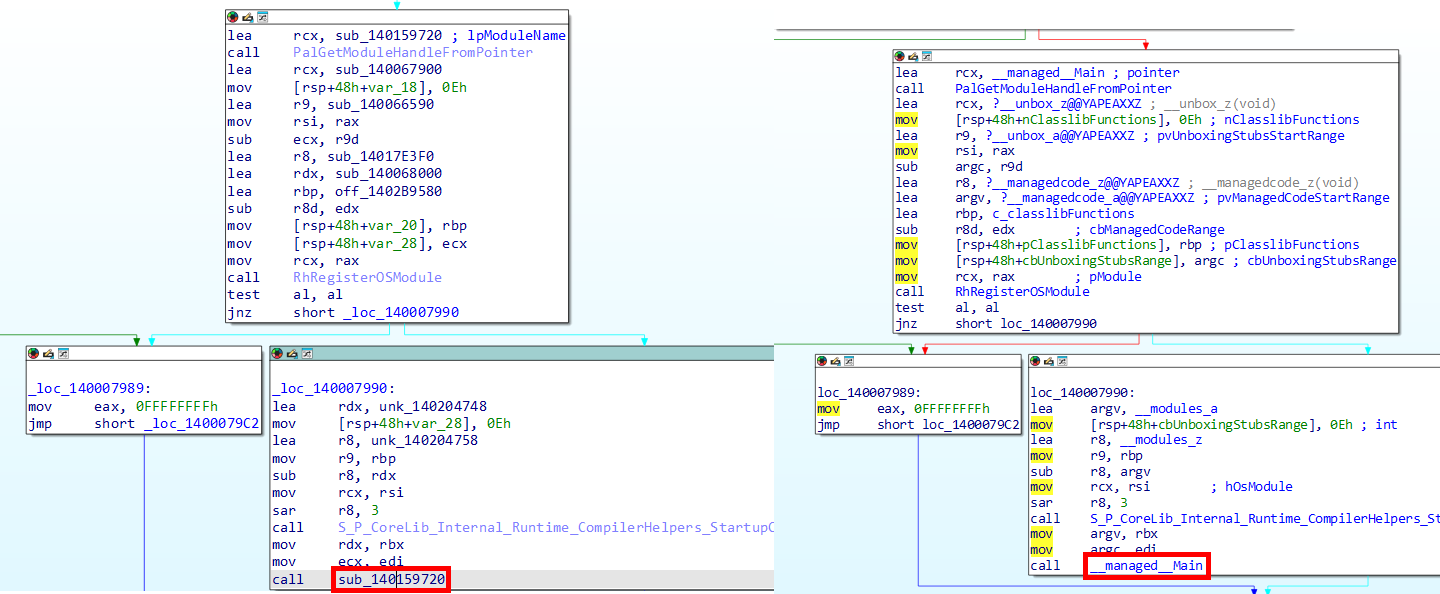 lea rcx, sub_140159720 ; lpModuleName
call PalGetModuleHandleFromPointer
lea rcx, sub_140067900
mov [rsp+48h+var_18], 0Eh
lea r9, sub_140066590
mov rsi, rax
sub ecx, r9d
lea r8, sub_14017E3F0
lea rdx, sub_140068000
lea rbp, off_1402B9580
sub r8d, edx
mov [rsp+48h+var_20], rbp
mov [rsp+48h+var_28], ecx
mov rcx, rax
call RhRegisterOSModule
test al, al
jnz short _loc_140007990
_loc_140007989:
mov eax, 0FFFFFFFFh
jmp short _loc_1400079C2
_loc_140007990:
lea rdx, unk_140204748
mov [rsp+48h+var_28], 0Eh
lea r8, unk_140204758
mov r9, rbp
sub r8, rdx
mov rcx, rsi
sar r8, 3
call S_P_CoreLib_Internal_Runtime_CompilerHelpers_StartupC
mov rdx, rbx
mov ecx, edi
call sub_140159720
lea rcx, __managed__Main ; pointer
call PalGetModuleHandleFromPointer
lea rcx, ?__unbox_z@@YAPEAXXZ ; __unbox_z(void)
mov [rsp+48h+nClasslibFunctions], 0Eh ; nClasslibFunctions
lea r9, ?__unbox_a@@YAPEAXXZ ; pvUnboxingStubsStartRange
mov rsi, rax
sub argc, r9d
lea r8, ?__managedcode_z@@YAPEAXXZ ; __managedcode_z(void)
lea argv, ?__managedcode_a@@YAPEAXXZ ; pvManagedCodeStartRange
lea rbp, c_classlibFunctions
sub r8d, edx ; cbManagedCodeRange
mov [rsp+48h+pClasslibFunctions], rbp ; pClasslibFunctions
mov [rsp+48h+cbUnboxingStubsRange], argc ; cbUnboxingStubsRange
mov rcx, rax ; pModule
call RhRegisterOSModule
test al, al
jnz short loc_140007990
loc_140007989:
mov eax, 0FFFFFFFFh
jmp short loc_1400079C2
loc_140007990:
lea argv, __modules_a
mov [rsp+48h+cbUnboxingStubsRange], 0Eh ; int
lea r8, __modules_z
mov r9, rbp
sub r8, argv
mov rcx, rsi ; hOsModule
sar r8, 3
call S_P_CoreLib_Internal_Runtime_CompilerHelpers_St
mov argv, rbx
mov argc, edi
call __managed__Main